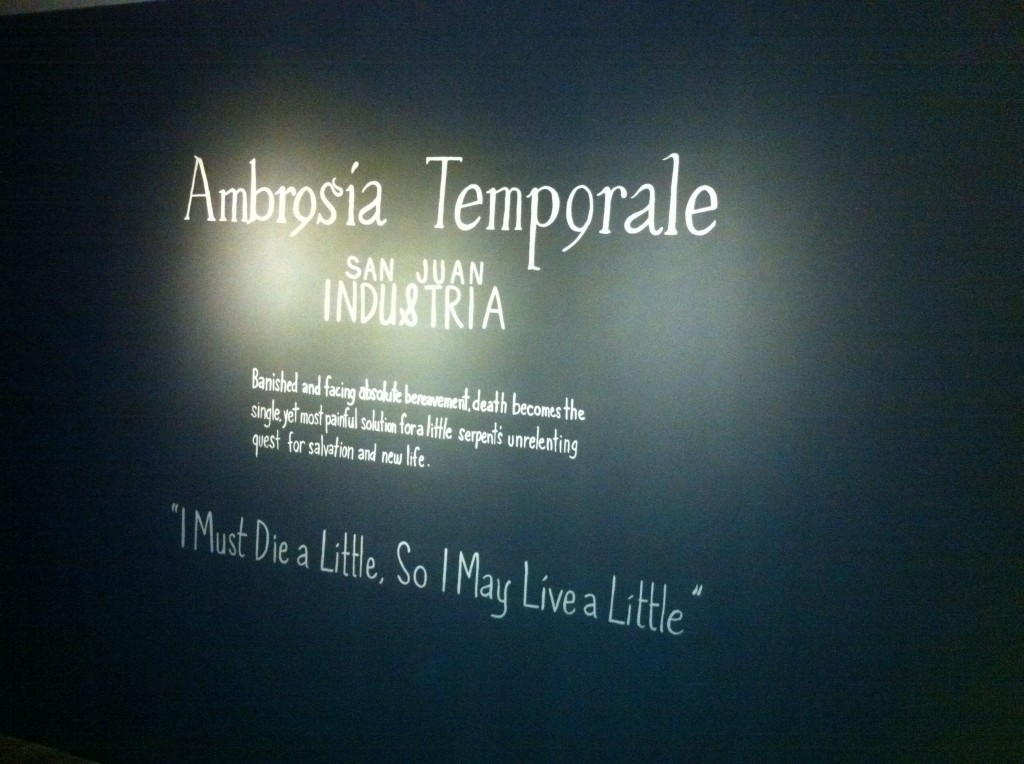 Ambrosia Temporale
SAN JUAN
INDUSTRIA
Banished and facing absolute bereavement, death becomes the
single, yet most painful solution for a little serpent's unrelenting
quest for salvation and new life.
"I Must Die a Little, So I May Live a Little"